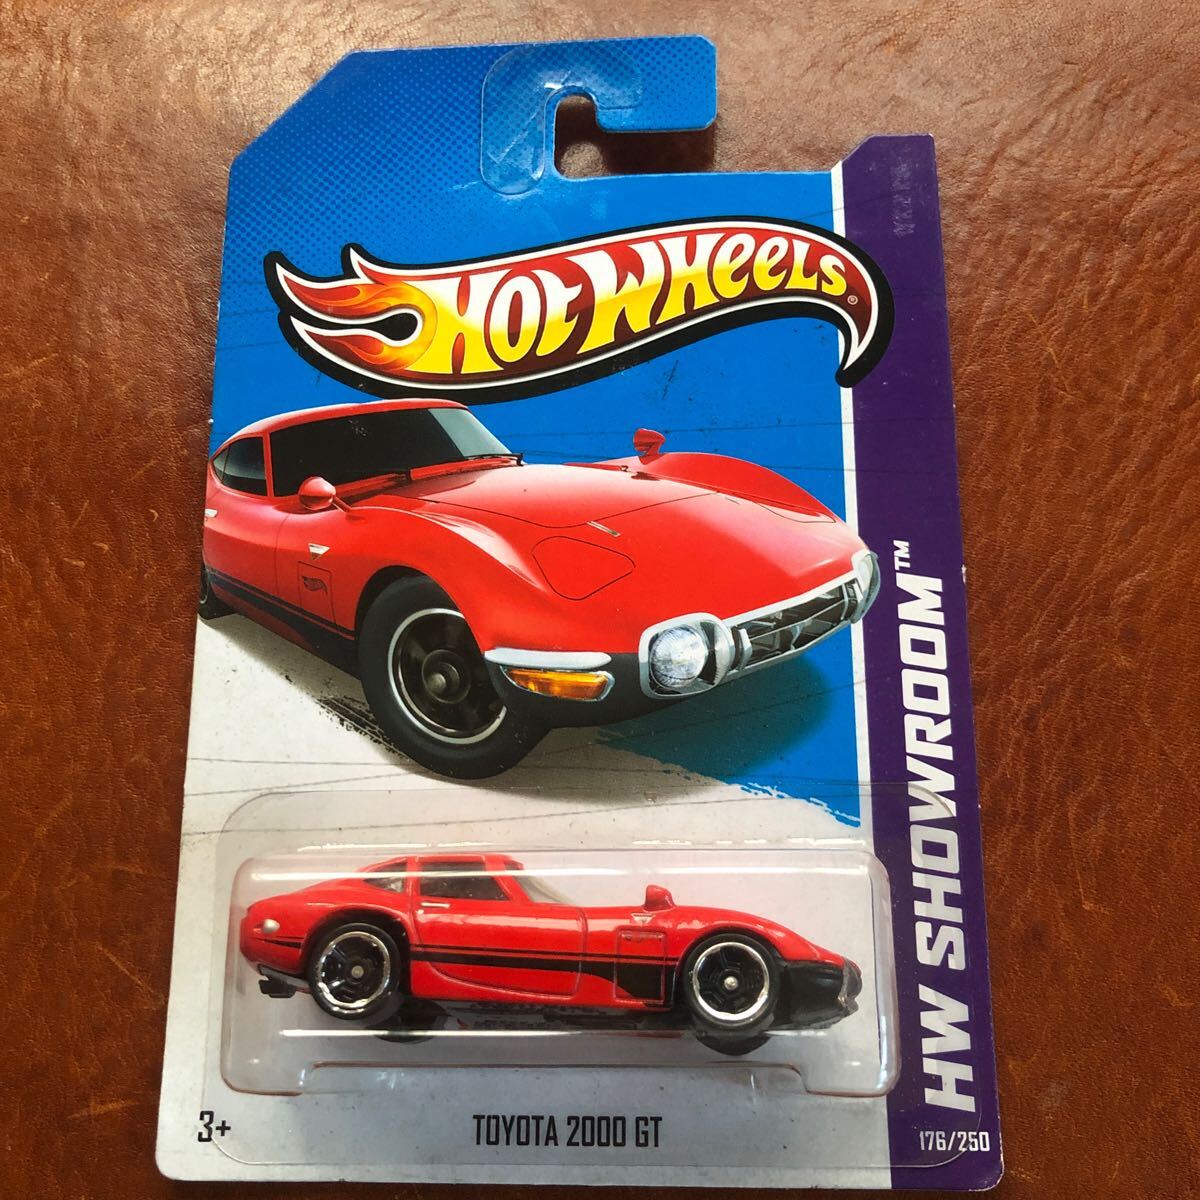 HOT WHEELS®
HW SHOWROOM™
3+
TOYOTA 2000 GT
176/250